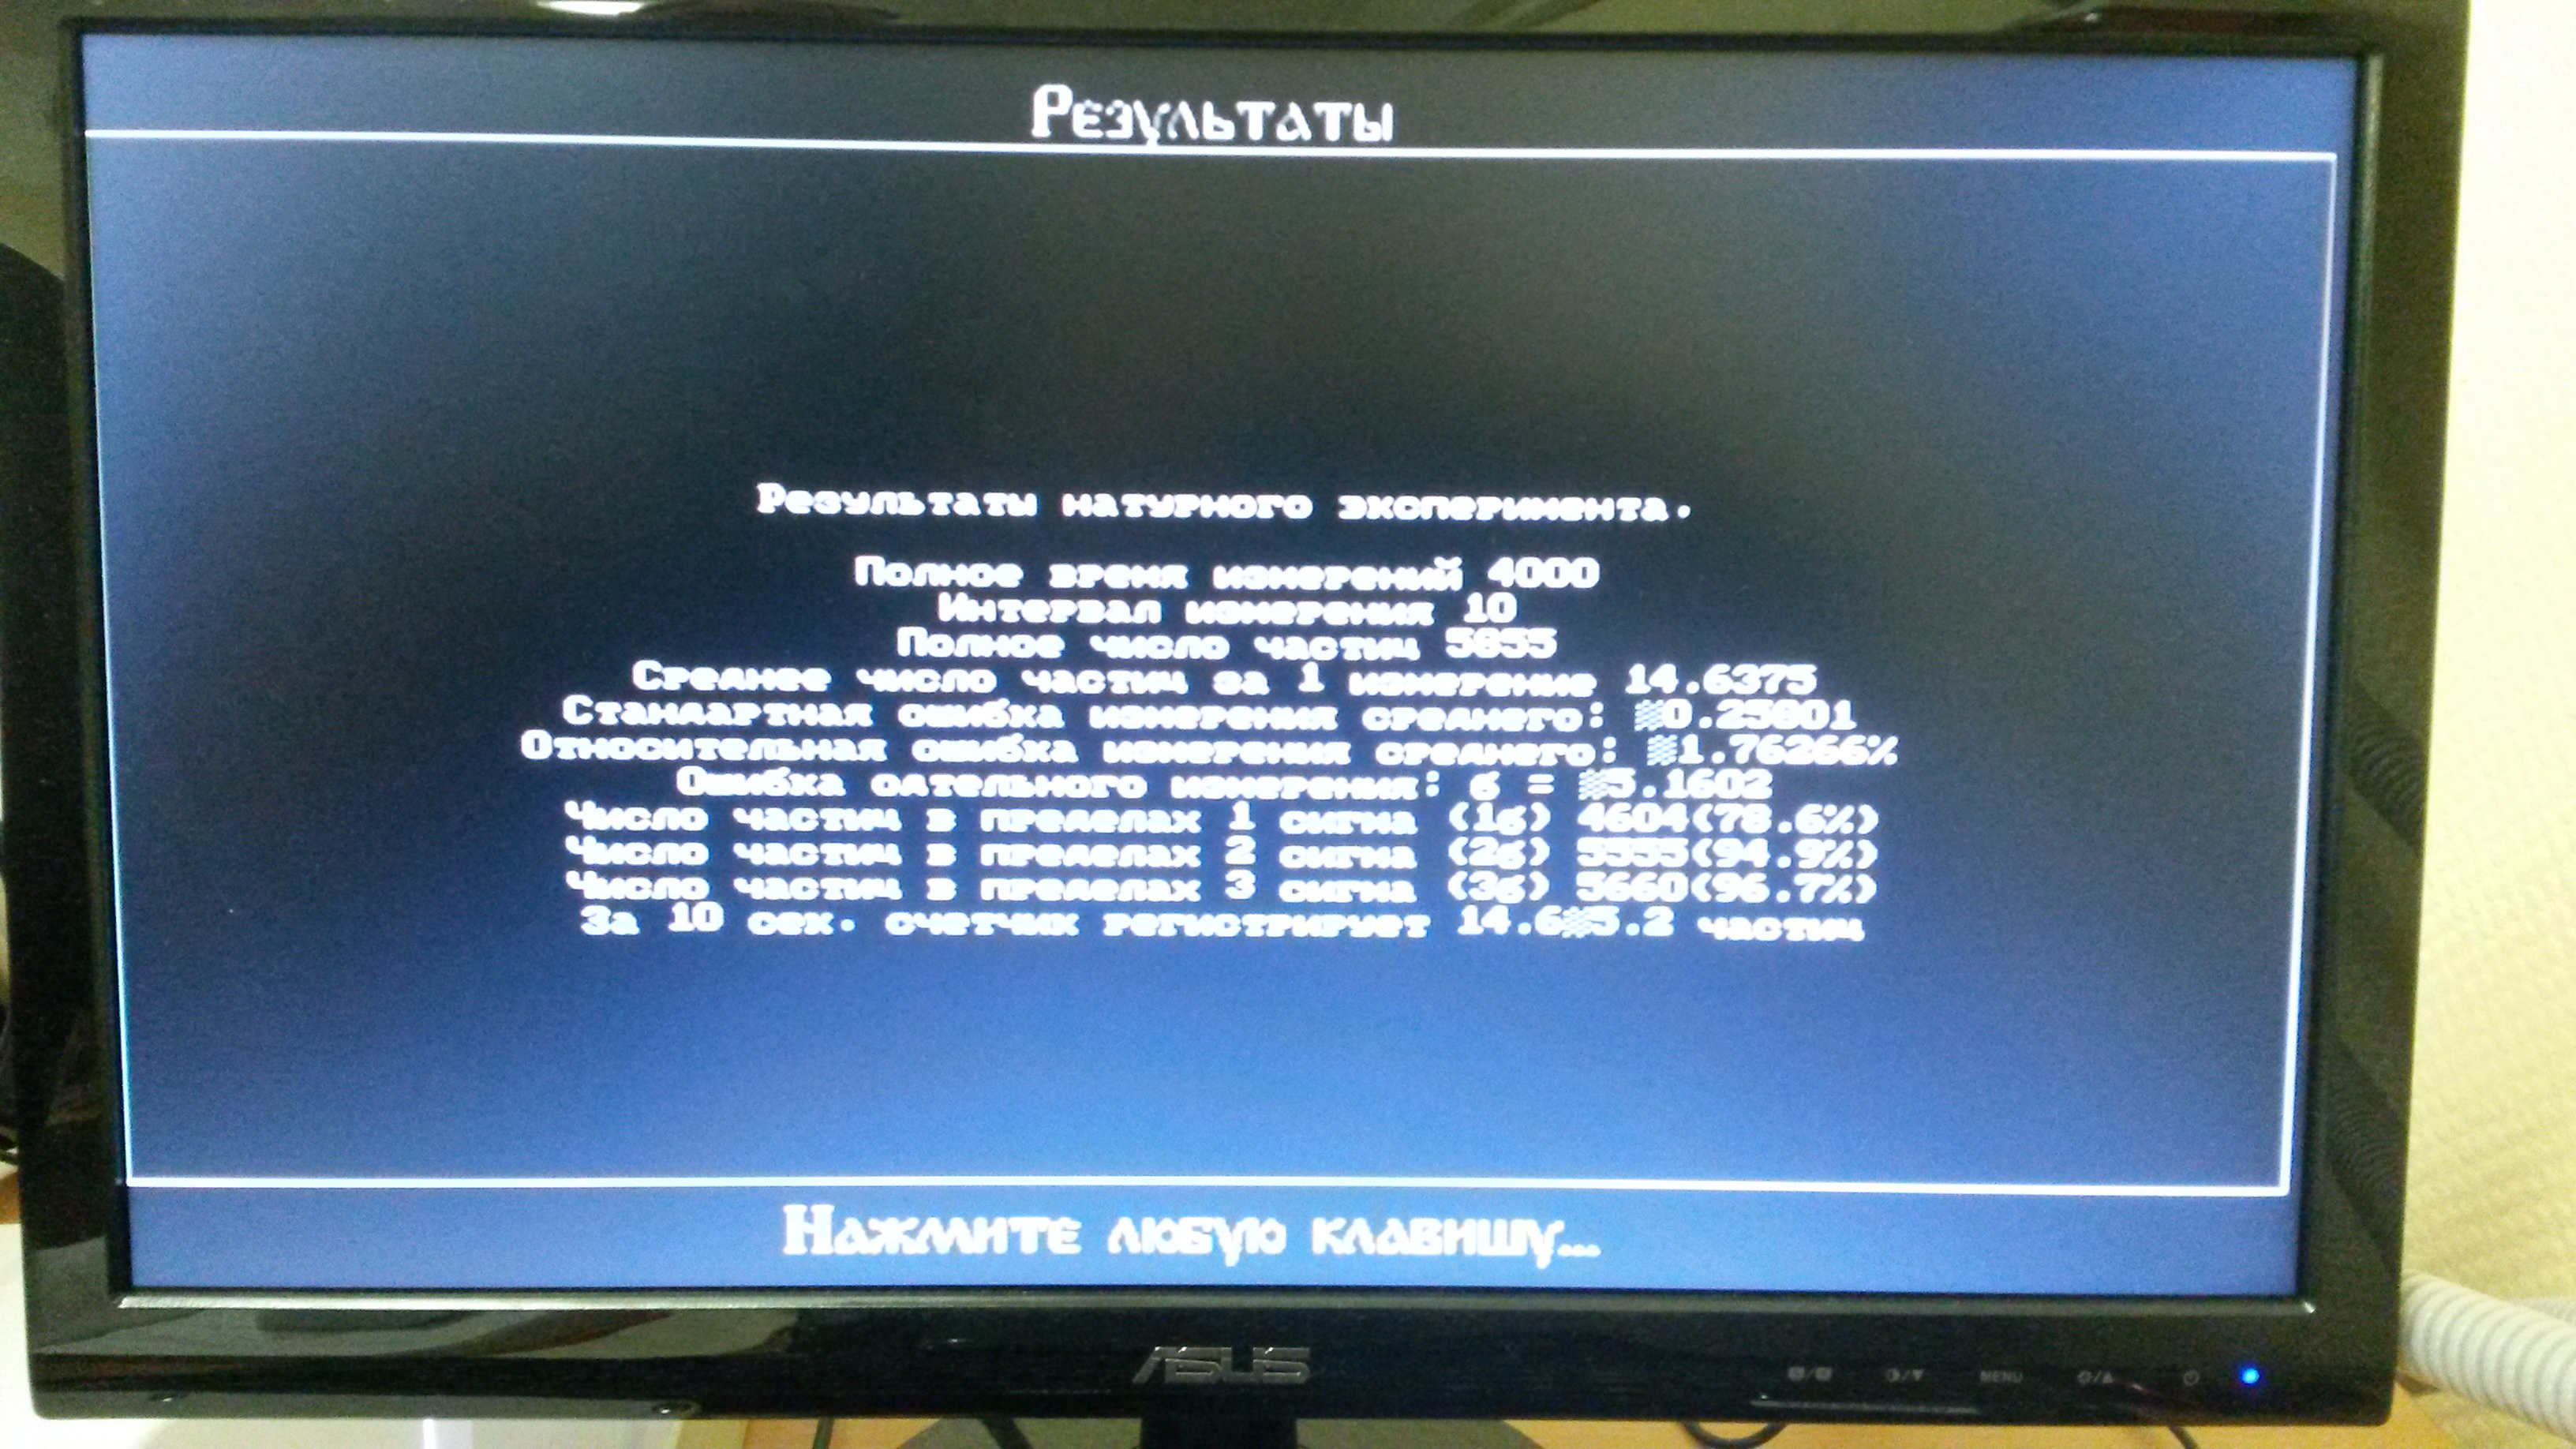 Результаты
Результаты натурного эксперимента.
Полное время измерений 4000
Интервал измерения 10
Полное число частиц 5855
Среднее число частиц за 1 измерение 14.6375
Стандартная ошибка измерения среднего: ▒0.25801
Относительная ошибка измерения среднего: ▒1.76266%
Ошибка одтельного измерения: б = ▒5.1602
Число частиц в пределах 1 сигма (1б) 4604(78.6%)
Число частиц в пределах 2 сигма (2б) 5555(94.9%)
Число частиц в пределах 3 сигма (3б) 5660(96.7%)
За 10 сек. счетчик регистрирует 14.6▒5.2 частиц
Нажмите любую клавишу...
ASUS
MENU